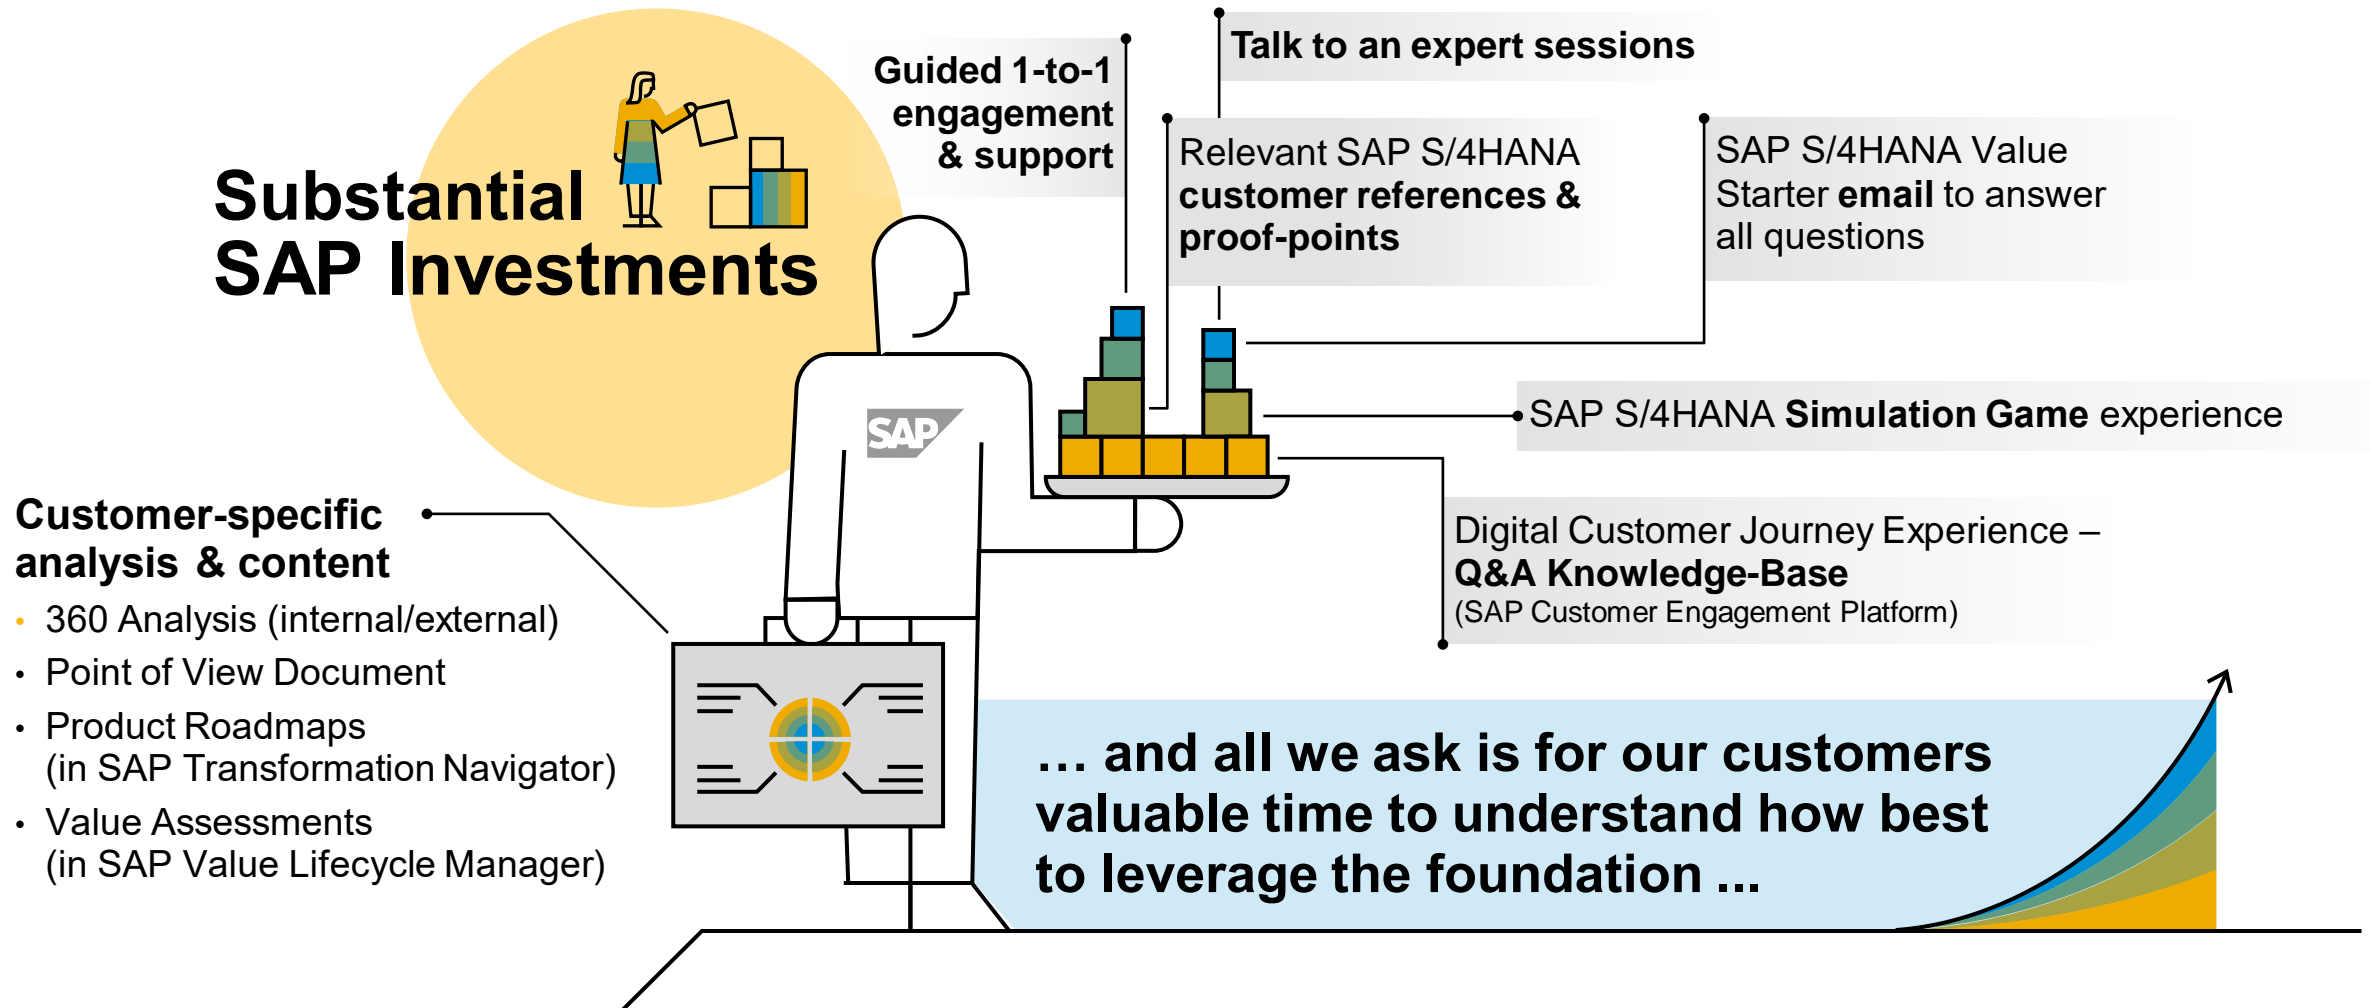 Substantial
SAP Investments
Guided 1-to-1
engagement
& support
Talk to an expert sessions
Relevant SAP S/4HANA
customer references &
proof-points
SAP S/4HANA Value
Starter email to answer
all questions
SAP S/4HANA Simulation Game experience
Digital Customer Journey Experience –
Q&A Knowledge-Base
(SAP Customer Engagement Platform)
SAP
Customer-specific
analysis & content
• 360 Analysis (internal/external)
• Point of View Document
• Product Roadmaps
(in SAP Transformation Navigator)
• Value Assessments
(in SAP Value Lifecycle Manager)
… and all we ask is for our customers
valuable time to understand how best
to leverage the foundation ...